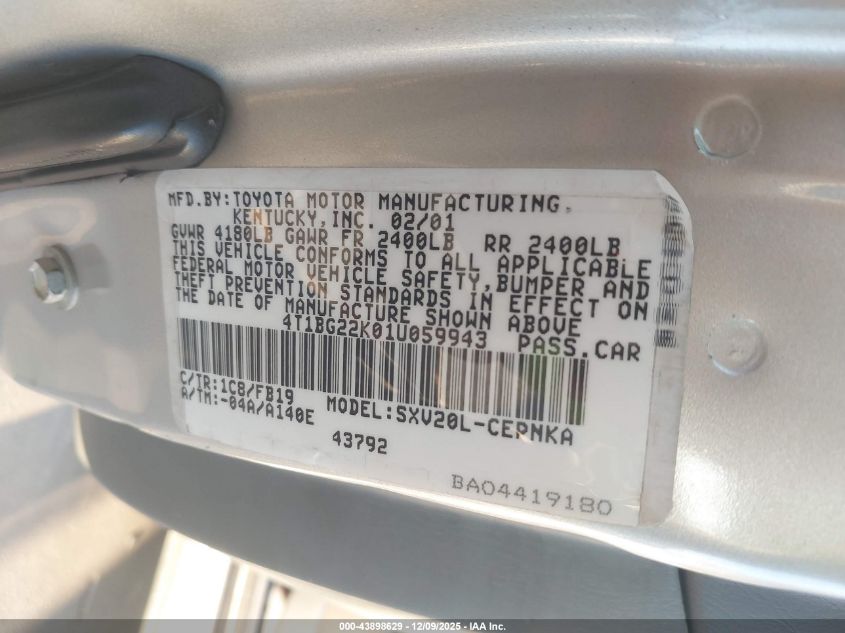 MFD.BY:TOYOTA MOTOR MANUFACTURING,
KENTUCKY,INC. 02/01
GVWR 4180LB GAWR FR 2400LB RR 2400LB
THIS VEHICLE CONFORMS TO ALL APPLICABLE
FEDERAL MOTOR VEHICLE SAFETY,BUMPER AND
THEFT PREVENTION STANDARDS IN EFFECT ON
THE DATE OF MANUFACTURE SHOWN ABOVE
4T1BG22K01U059943 PASS.CAR
C/TR:1C8/FB19
A/TM:-04A/A140E MODEL:SXV20L-CEPNKA
43792
BA04419180
000-43898629 - 12/09/2025 - IAA Inc.